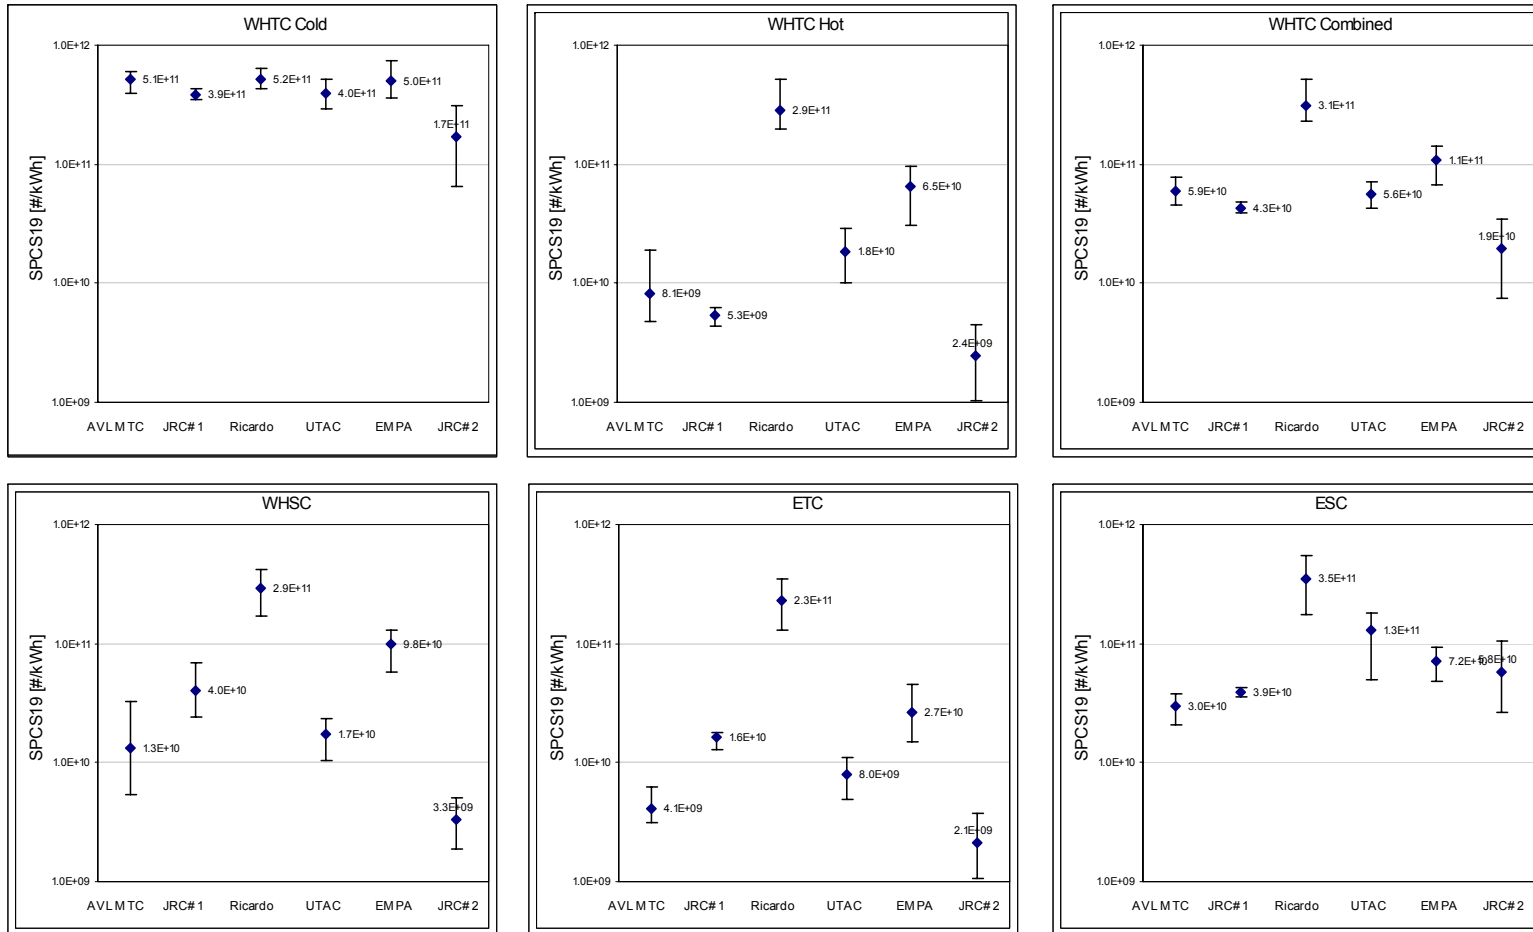 WHTC Cold
1.0E+12
1.0E+11
1.0E+10
1.0E+09
SPCS19 [#/kWh]
5.1E+11
3.9E+11
5.2E+11
4.0E+11
5.0E+11
1.7E+11
AVL MTC JRC#1 Ricardo UTAC EMPA JRC#2
WHTC Hot
1.0E+12
1.0E+11
1.0E+10
1.0E+09
SPCS19 [#/kWh]
8.1E+09
5.3E+09
2.9E+11
1.8E+10
6.5E+10
2.4E+09
AVL MTC JRC#1 Ricardo UTAC EMPA JRC#2
WHTC Combined
1.0E+12
1.0E+11
1.0E+10
1.0E+09
SPCS19 [#/kWh]
5.9E+10
4.3E+10
3.1E+11
5.6E+10
1.1E+11
1.9E+10
AVL MTC JRC#1 Ricardo UTAC EMPA JRC#2
WHSC
1.0E+12
1.0E+11
1.0E+10
1.0E+09
SPCS19 [#/kWh]
1.3E+10
4.0E+10
2.9E+11
1.7E+10
9.8E+10
3.3E+09
AVL MTC JRC#1 Ricardo UTAC EMPA JRC#2
ETC
1.0E+12
1.0E+11
1.0E+10
1.0E+09
SPCS19 [#/kWh]
4.1E+09
1.6E+10
2.3E+11
8.0E+09
2.7E+10
2.1E+09
AVL MTC JRC#1 Ricardo UTAC EMPA JRC#2
ESC
1.0E+12
1.0E+11
1.0E+10
1.0E+09
SPCS19 [#/kWh]
3.0E+10
3.9E+10
3.5E+11
1.3E+11
7.2E+10
5.8E+10
AVL MTC JRC#1 Ricardo UTAC EMPA JRC#2